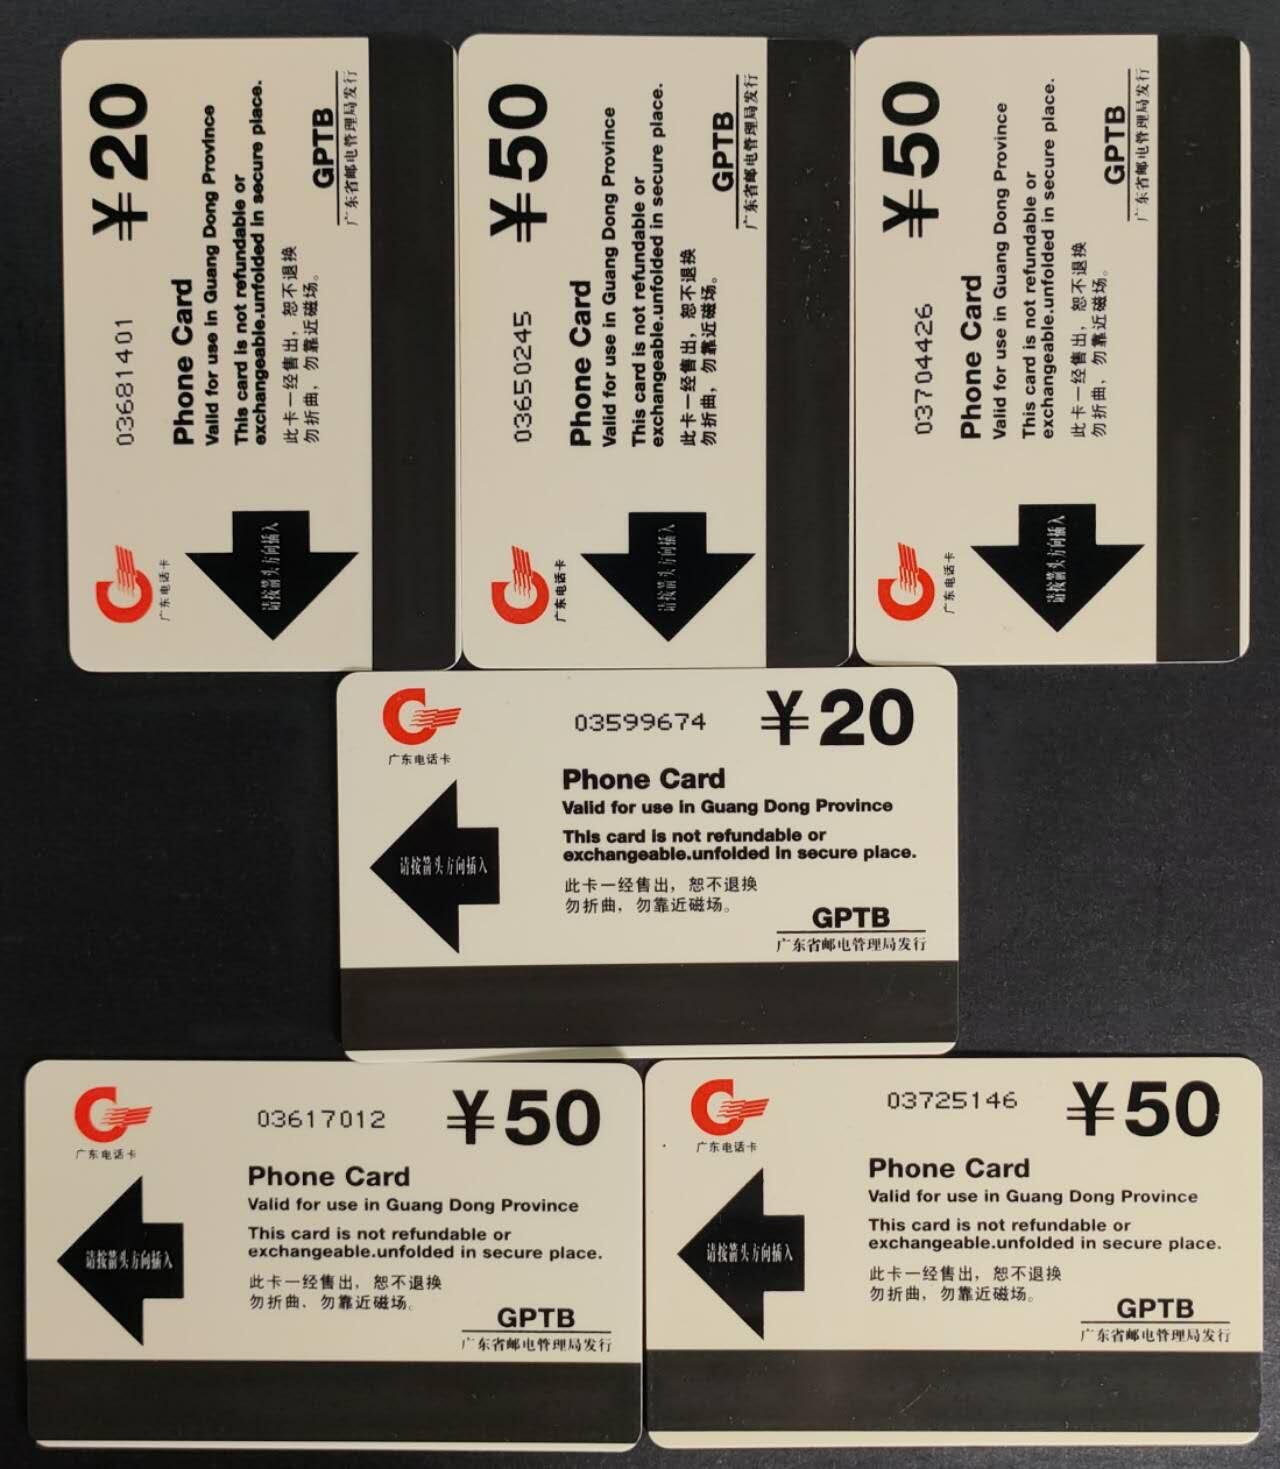 ¥20
03681401
Phone Card
Valid for use in Guang Dong Province
This card is not refundable or
exchangeable.unfolded in secure place.
此卡一经售出，恕不退换
勿折曲，勿靠近磁场。
GPTB
广东省邮电管理局发行
广东电话卡
请按箭头方向插入
¥50
03650245
Phone Card
Valid for use in Guang Dong Province
This card is not refundable or
exchangeable.unfolded in secure place.
此卡一经售出，恕不退换
勿折曲，勿靠近磁场。
GPTB
广东省邮电管理局发行
广东电话卡
请按箭头方向插入
¥50
03704426
Phone Card
Valid for use in Guang Dong Province
This card is not refundable or
exchangeable.unfolded in secure place.
此卡一经售出，恕不退换
勿折曲，勿靠近磁场。
GPTB
广东省邮电管理局发行
广东电话卡
请按箭头方向插入
03599674 ¥20
广东电话卡
Phone Card
Valid for use in Guang Dong Province
This card is not refundable or
exchangeable.unfolded in secure place.
请按箭头方向插入
此卡一经售出，恕不退换
勿折曲，勿靠近磁场。
GPTB
广东省邮电管理局发行
03617012 ¥50
广东电话卡
Phone Card
Valid for use in Guang Dong Province
This card is not refundable or
exchangeable.unfolded in secure place.
请按箭头方向插入
此卡一经售出，恕不退换
勿折曲、勿靠近磁场。
GPTB
广东省邮电管理局发行
03725146 ¥50
广东电话卡
Phone Card
Valid for use in Guang Dong Province
This card is not refundable or
exchangeable.unfolded in secure place.
请按箭头方向插入
此卡一经售出，恕不退换
勿折曲，勿靠近磁场。
GPTB
广东省邮电管理局发行